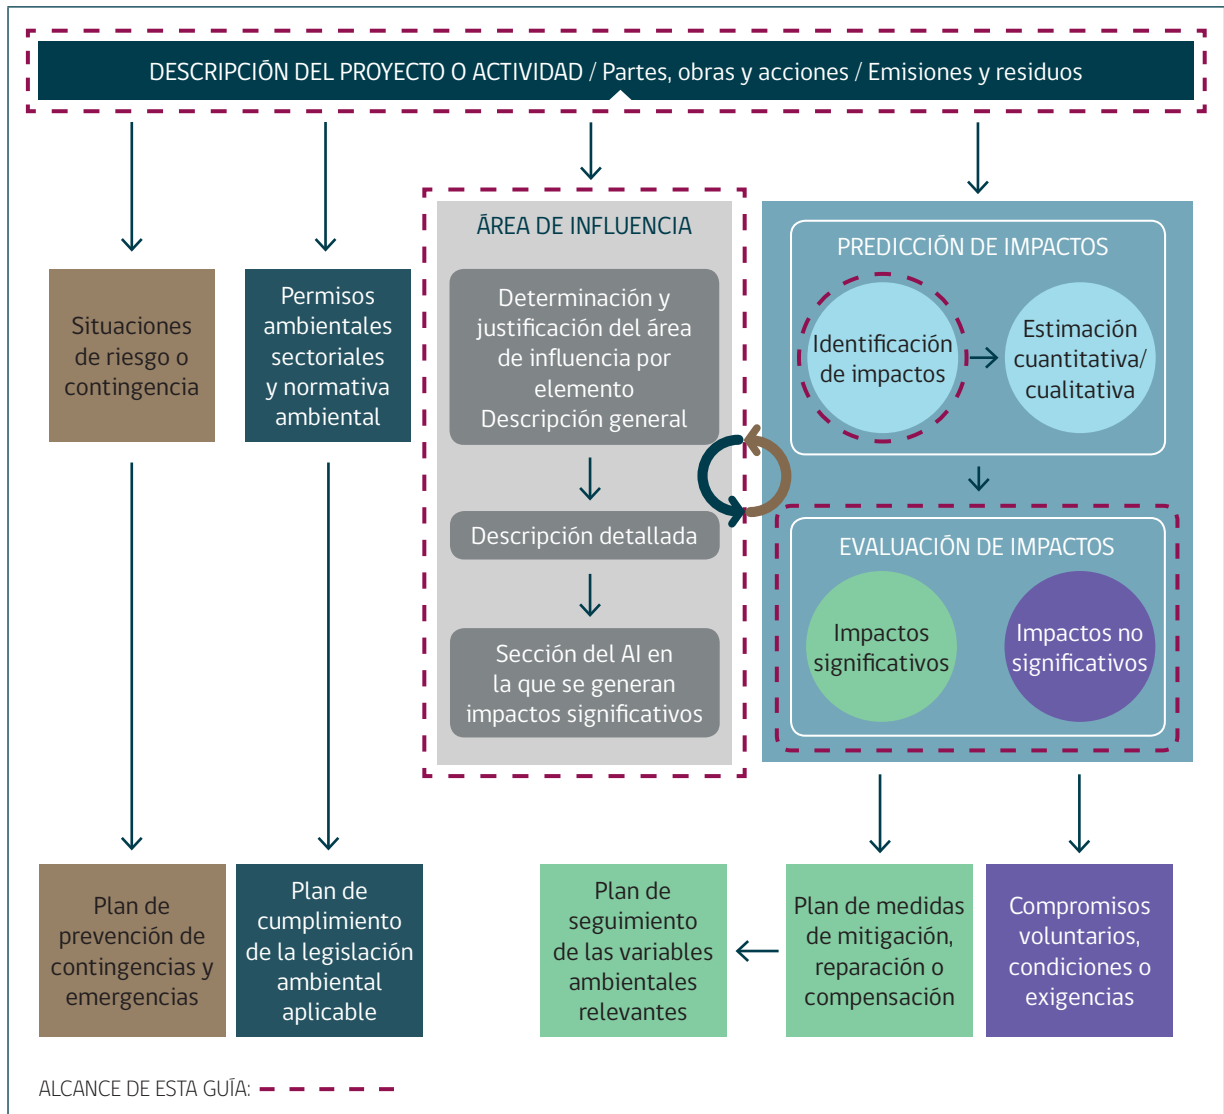 DESCRIPCIÓN DEL PROYECTO O ACTIVIDAD / Partes, obras y acciones / Emisiones y residuos
Situaciones
de riesgo o
contingencia
Permisos
ambientales
sectoriales
y normativa
ambiental
ÁREA DE INFLUENCIA
Determinación y
justificación del área
de influencia por
elemento
Descripción general
Descripción detallada
Sección del AI en
la que se generan
impactos significativos
PREDICCIÓN DE IMPACTOS
Identificación
de impactos
Estimación
cuantitativa/
cualitativa
EVALUACIÓN DE IMPACTOS
Impactos
significativos
Impactos no
significativos
Plan de
prevención de
contingencias y
emergencias
Plan de
cumplimiento
de la legislación
ambiental
aplicable
Plan de
seguimiento
de las variables
ambientales
relevantes
Plan de medidas
de mitigación,
reparación o
compensación
Compromisos
voluntarios,
condiciones o
exigencias
ALCANCE DE ESTA GUÍA: